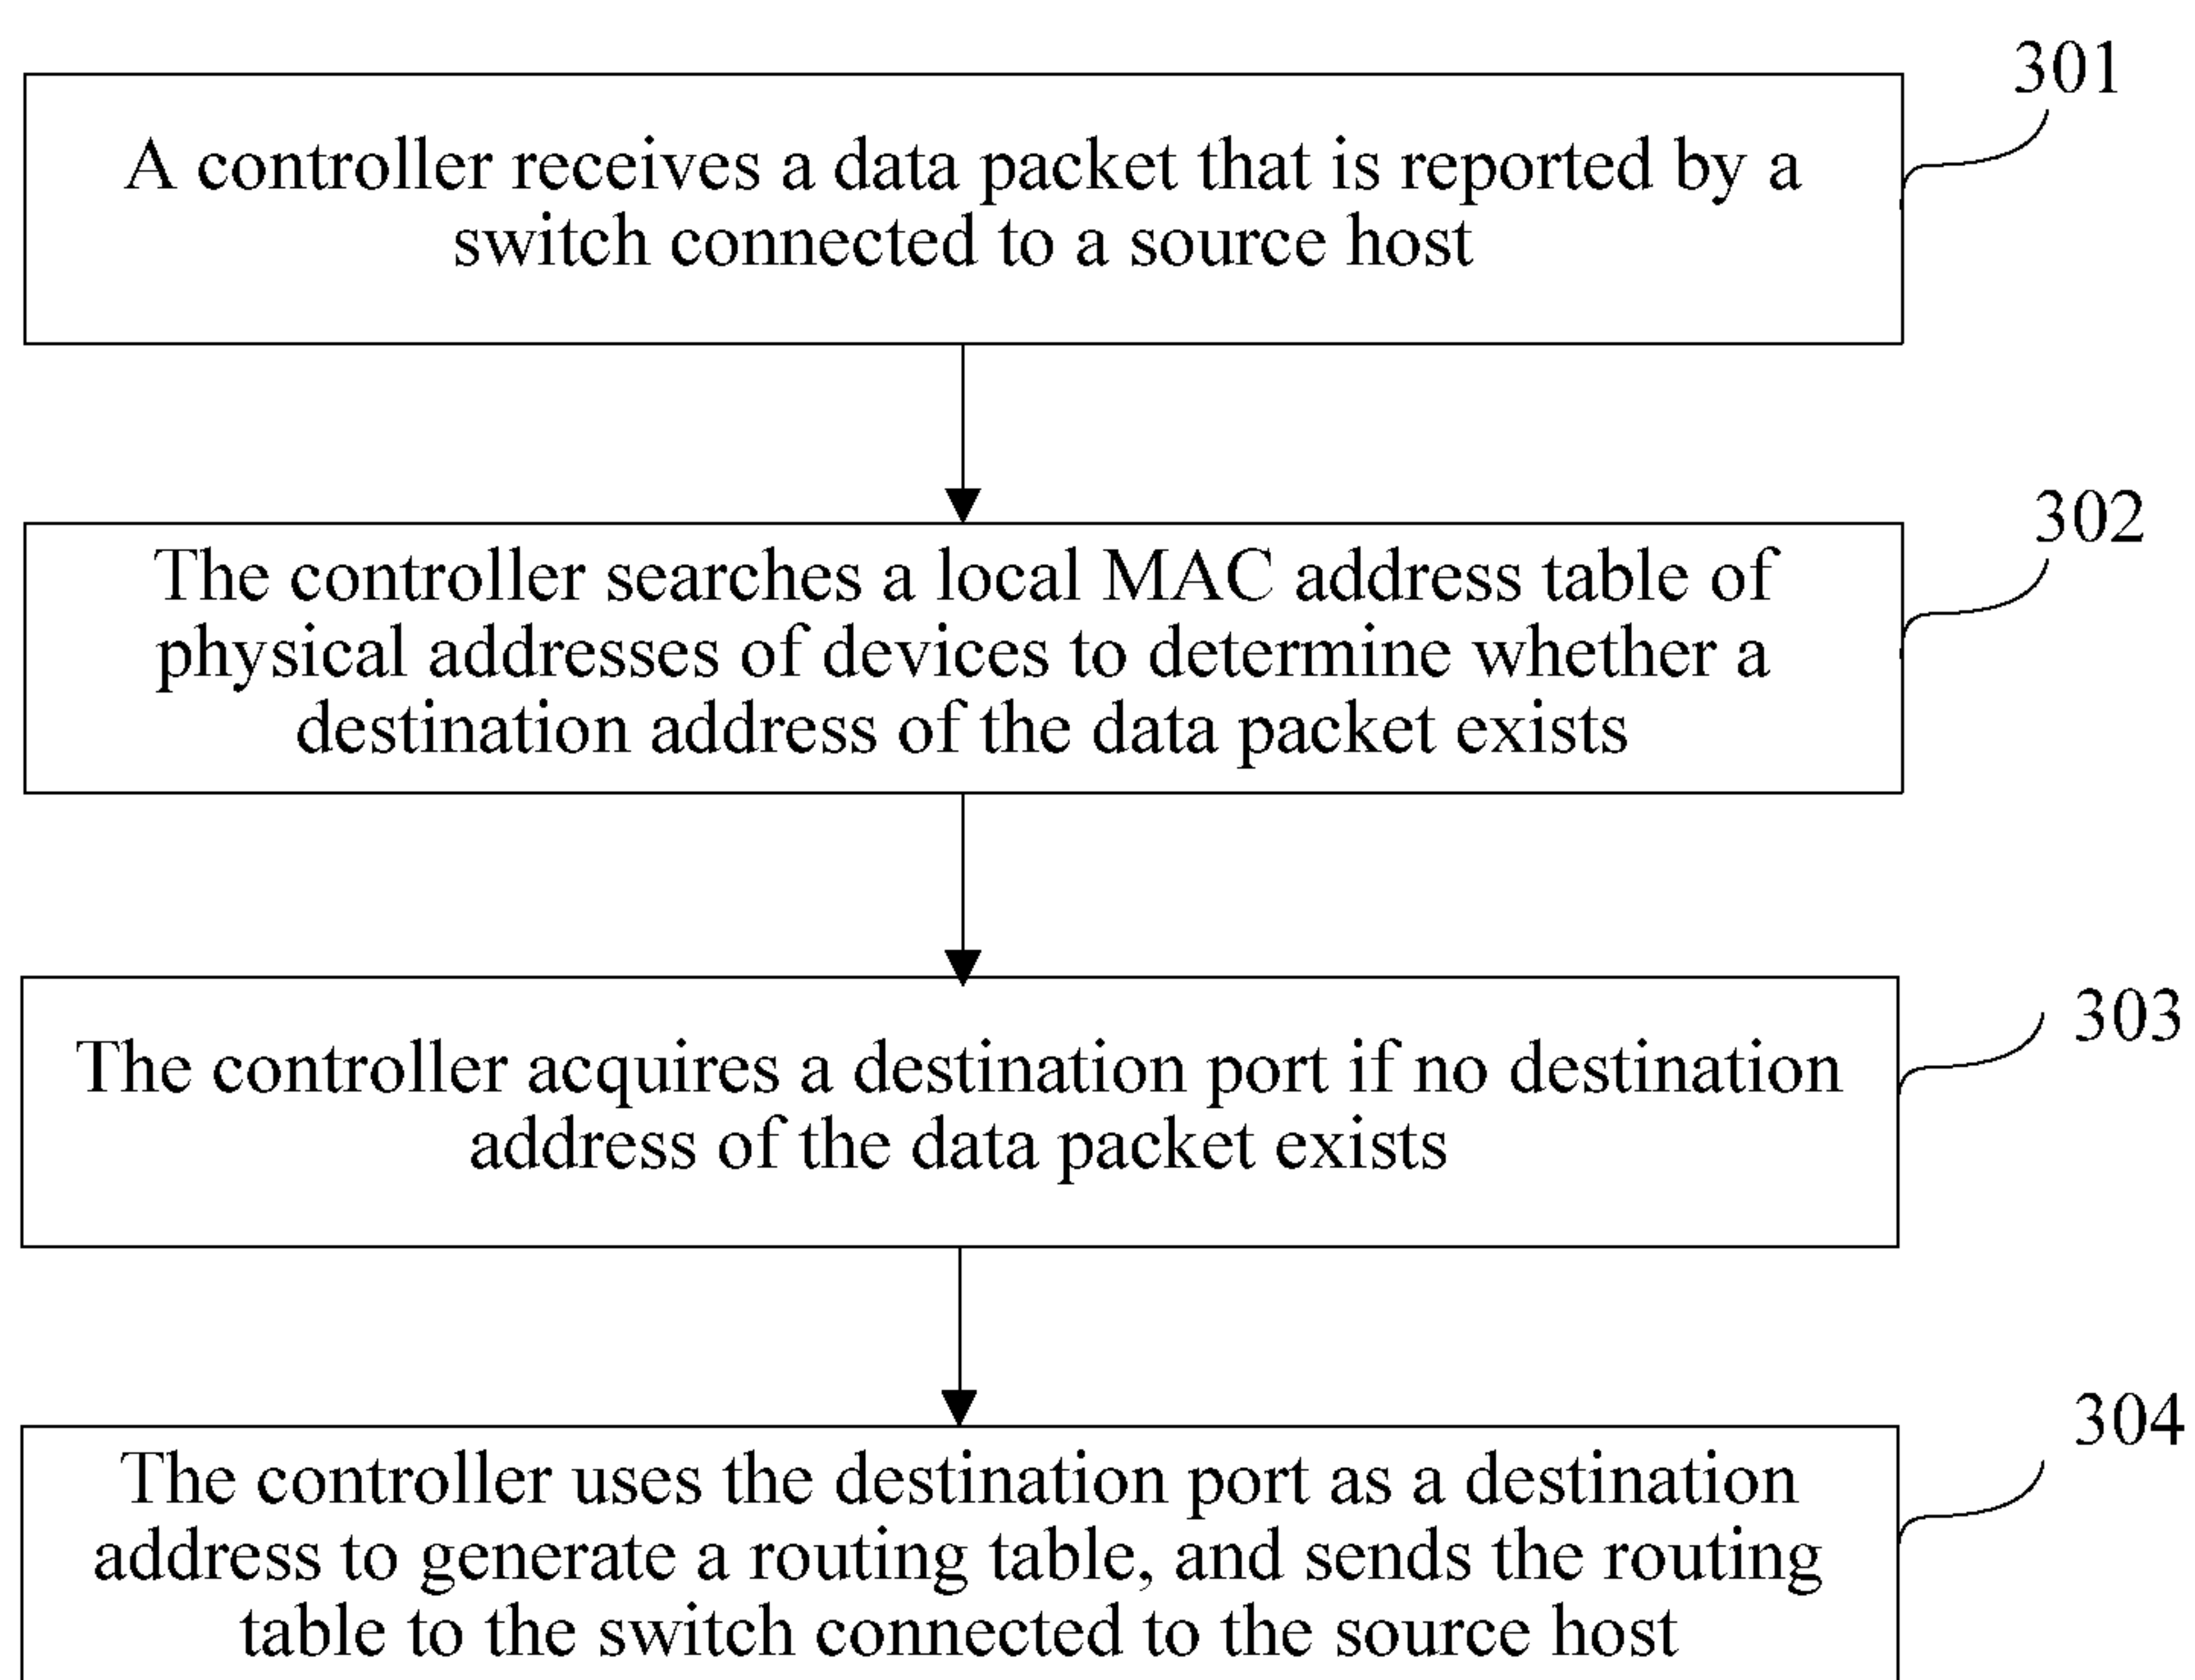 301
A controller receives a data packet that is reported by a
switch connected to a source host
302
The controller searches a local MAC address table of
physical addresses of devices to determine whether a
destination address of the data packet exists
303
The controller acquires a destination port if no destination
address of the data packet exists
304
The controller uses the destination port as a destination
address to generate a routing table, and sends the routing
table to the switch connected to the source host